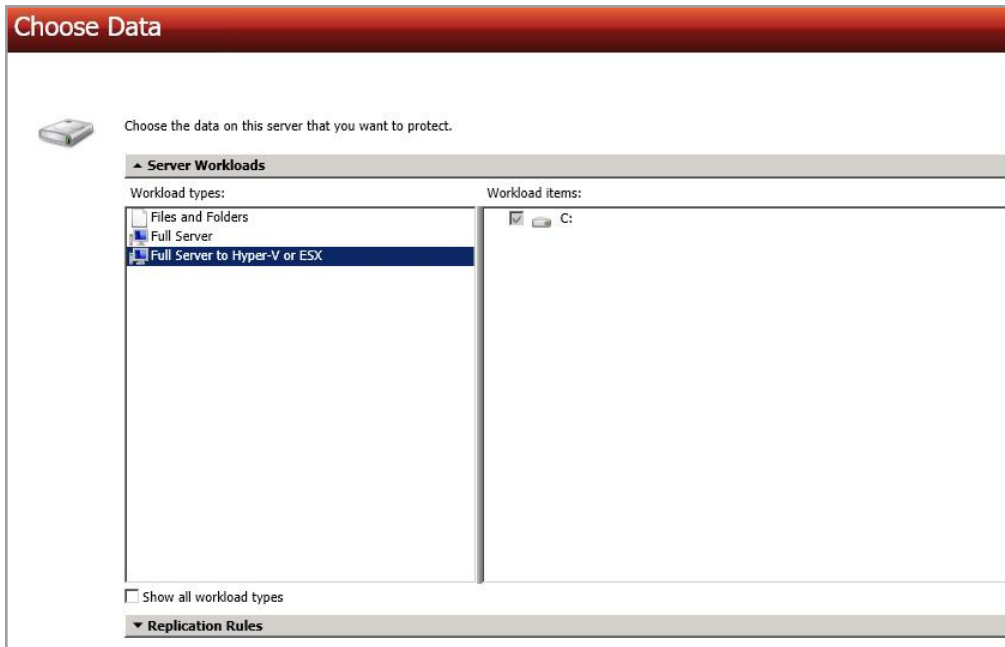 Choose Data
Choose the data on this server that you want to protect.
Server Workloads
Workload types:
Workload items:
Files and Folders
C:
Full Server
Full Server to Hyper-V or ESX
Show all workload types
Replication Rules